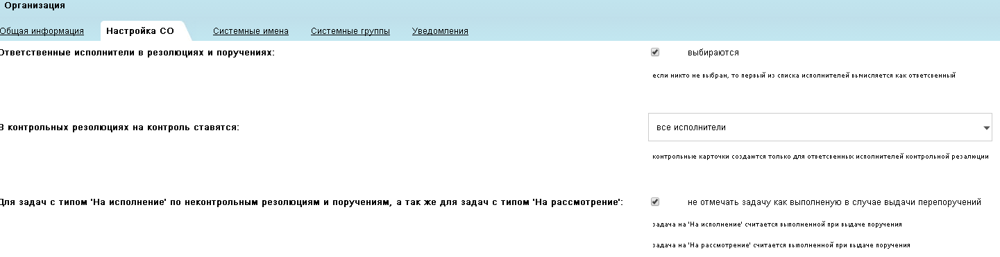 Организация
Общая информация Настройка СО Системные имена Системные группы Уведомления
Ответственные исполнители в резолюциях и поручениях: выбираются
если никто не выбран, то первый из списка исполнителей вычисляется как ответсвенный
В контрольных резолюциях на контроль ставятся: все исполнители
контрольные карточки создаются только для ответсвенных исполнителей контрольной резалюции
Для задач с типом 'На исполнение' по неконтрольным резолюциям и поручениям, а так же для задач с типом 'На рассмотрение': не отмечать задачу как выполненую в случае выдачи перепоручений
задача на 'На исполнение' считается выполненной при выдаче поручения
задача на 'На рассмотрение' считается выполненной при выдаче поручения